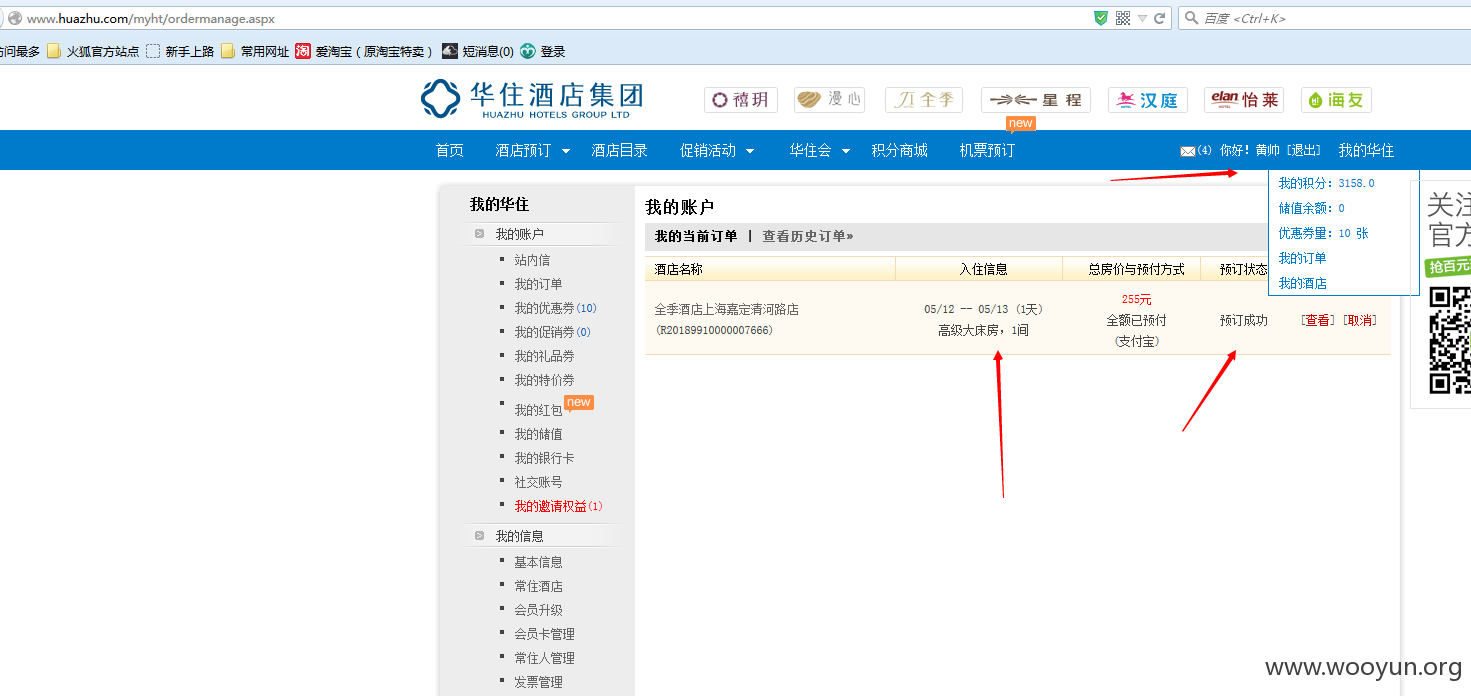 www.huazhu.com/myht/ordermanage.aspx
百度 <Ctrl+K>
访问最多 火狐官方站点 新手上路 常用网址 淘 爱淘宝（原淘宝特卖） 短消息(0) 登录
华住酒店集团
HUAZHU HOTELS GROUP LTD
禧玥 漫心 全季 星程 汉庭 elan 怡莱 海友
new
首页 酒店预订 酒店目录 促销活动 华住会 积分商城 机票预订 (4) 你好！黄帅 [退出] 我的华住
我的积分：3158.0
储值余额：0
优惠券量：10 张
我的订单
我的酒店
关注
官方
抢百元
我的华住
我的账户
站内信
我的订单
我的优惠券(10)
我的促销券(0)
我的礼品券
我的特价券
我的红包 new
我的储值
我的银行卡
社交账号
我的邀请权益(1)
我的信息
基本信息
常住酒店
会员升级
会员卡管理
常住人管理
发票管理
我的账户
我的当前订单 | 查看历史订单»
酒店名称 入住信息 总房价与预付方式 预订状态
全季酒店上海嘉定清河路店
(R20189910000007666)
05/12 -- 05/13 (1天)
高级大床房，1间
255元
全额已预付
(支付宝)
预订成功
[查看] [取消]
www.wooyun.org